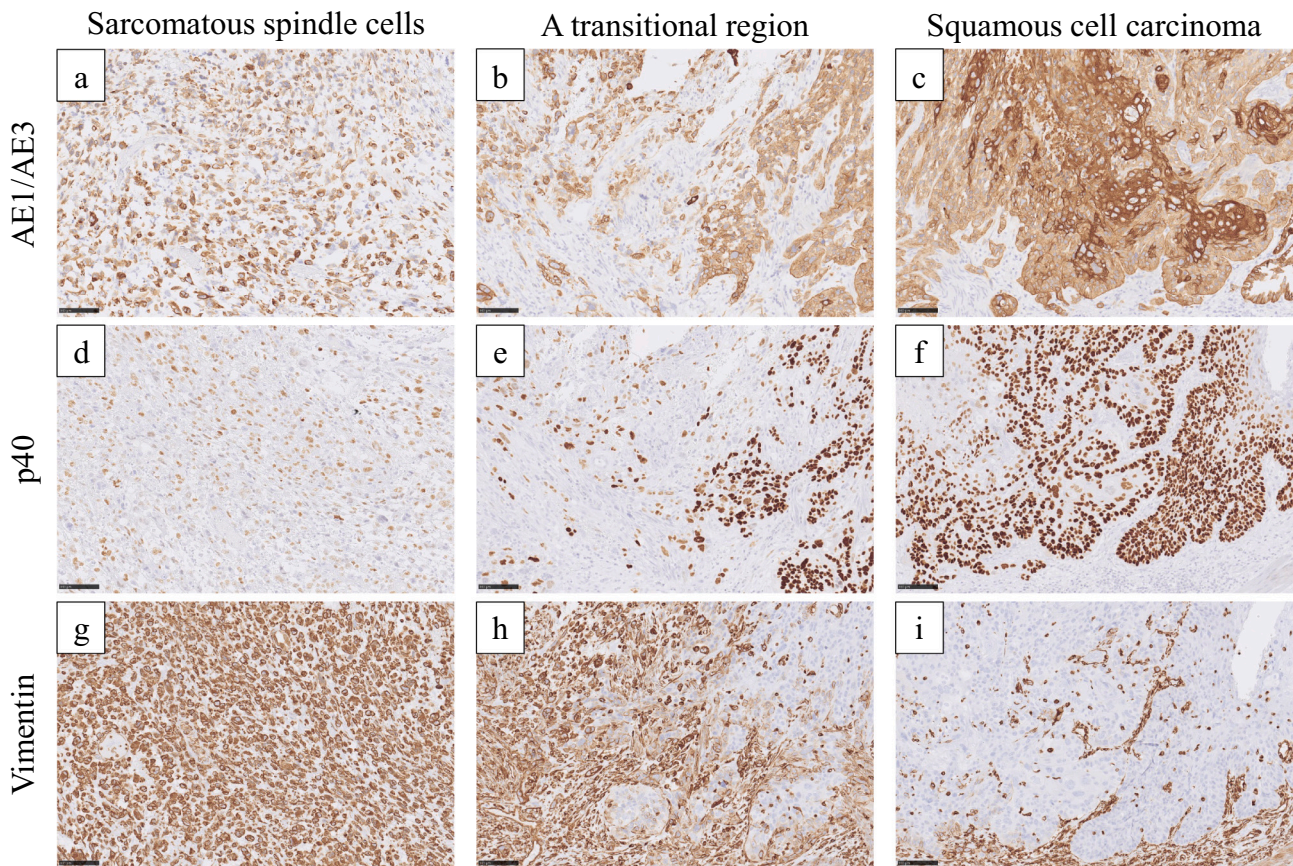 Sarcomatous spindle cells
A transitional region
Squamous cell carcinoma
AE1/AE3
a
b
c
p40
d
e
f
Vimentin
g
h
i